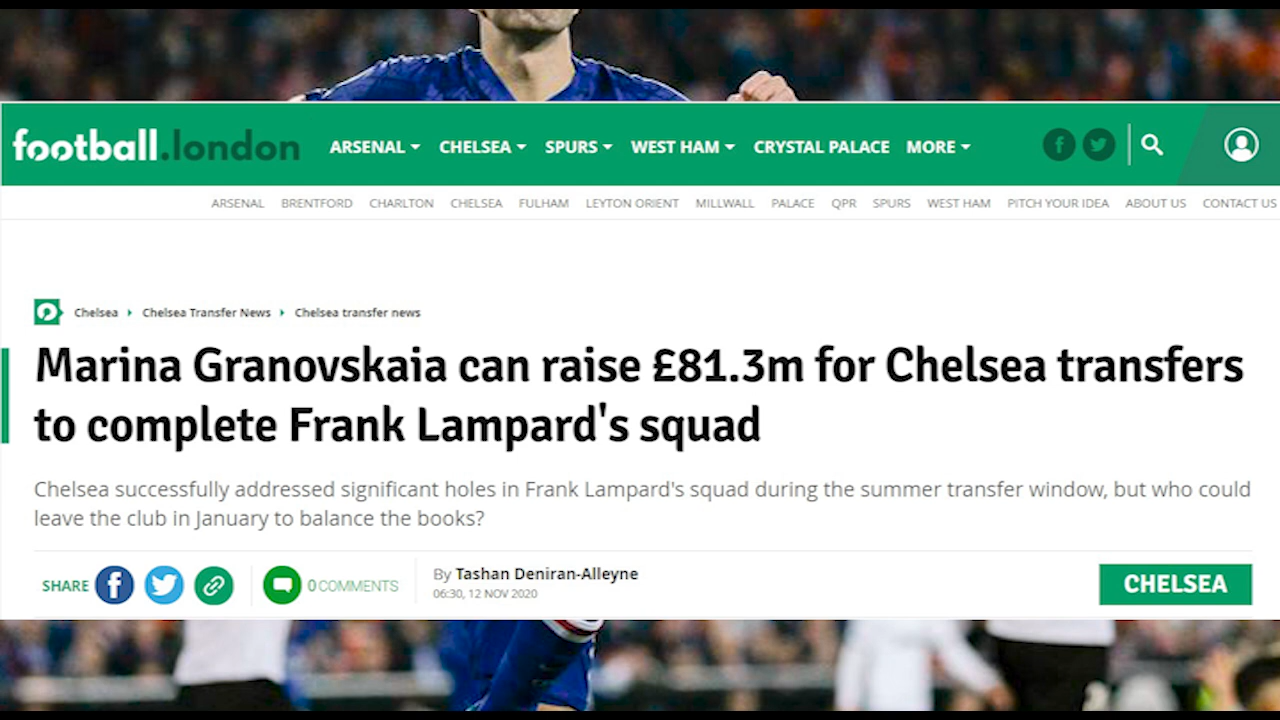 football.london ARSENAL CHELSEA SPURS WEST HAM CRYSTAL PALACE MORE
ARSENAL BRENTFORD CHARLTON CHELSEA FULHAM LEYTON ORIENT MILLWALL PALACE QPR SPURS WEST HAM PITCH YOUR IDEA ABOUT US CONTACT US
Chelsea Chelsea Transfer News Chelsea transfer news
Marina Granovskaia can raise £81.3m for Chelsea transfers
to complete Frank Lampard's squad
Chelsea successfully addressed significant holes in Frank Lampard's squad during the summer transfer window, but who could
leave the club in January to balance the books?
SHARE 0 COMMENTS By Tashan Deniran-Alleyne
06:30, 12 NOV 2020
CHELSEA